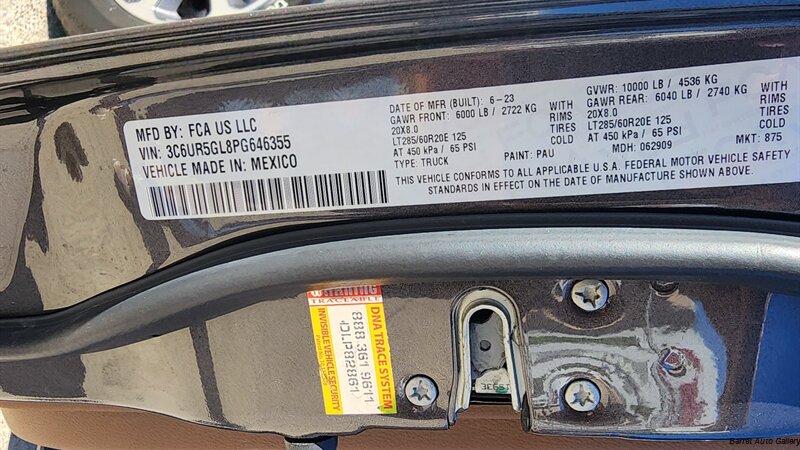 MFD BY: FCA US LLC
VIN: 3C6UR5GL8PG646355
VEHICLE MADE IN MEXICO
DATE OF MFR (BUILT): 6-23
GAWR FRONT: 6000 LB / 2722 KG WITH
20X8.0 RIMS
LT285/60R20E 125 TIRES
AT 450 kPa / 65 PSI COLD
TYPE: TRUCK PAINT: PAU
GVWR: 10000 LB / 4536 KG
GAWR REAR: 6040 LB / 2740 KG WITH
20X8.0 RIMS
LT285/60R20E 125 TIRES
AT 450 kPa / 65 PSI COLD
MDH: 062909 MKT: 875
THIS VEHICLE CONFORMS TO ALL APPLICABLE U.S.A. FEDERAL MOTOR VEHICLE SAFETY
STANDARDS IN EFFECT ON THE DATE OF MANUFACTURE SHOWN ABOVE.
WARNING
TRACEABLE
DNA TRACE SYSTEM
888 361 9611
INVISIBLE VEHICLE SECURITY
Barret Auto Gallery